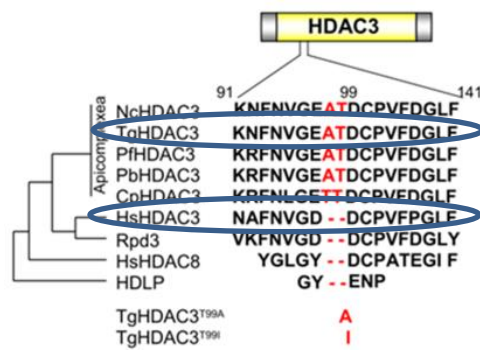 HDAC3
91 99 141
Apicomplexea
NcHDAC3 KNFNVGEATDCPVFDGLF
TgHDAC3 KNFNVGEATDCPVFDGLF
PfHDAC3 KRFNVGEATDCPVFDGLF
PbHDAC3 KRFNVGEATDCPVFDGLF
CpHDAC3 KRFNLGETTDCPVFDGLF
HsHDAC3 NAFNVGD--DCPVFPGLF
Rpd3 VKFNVGD--DCPVFDGLY
HsHDAC8 YGLGY--DCPATEGIF
HDLP GY--ENP
TgHDAC3T99A A
TgHDAC3T99I I